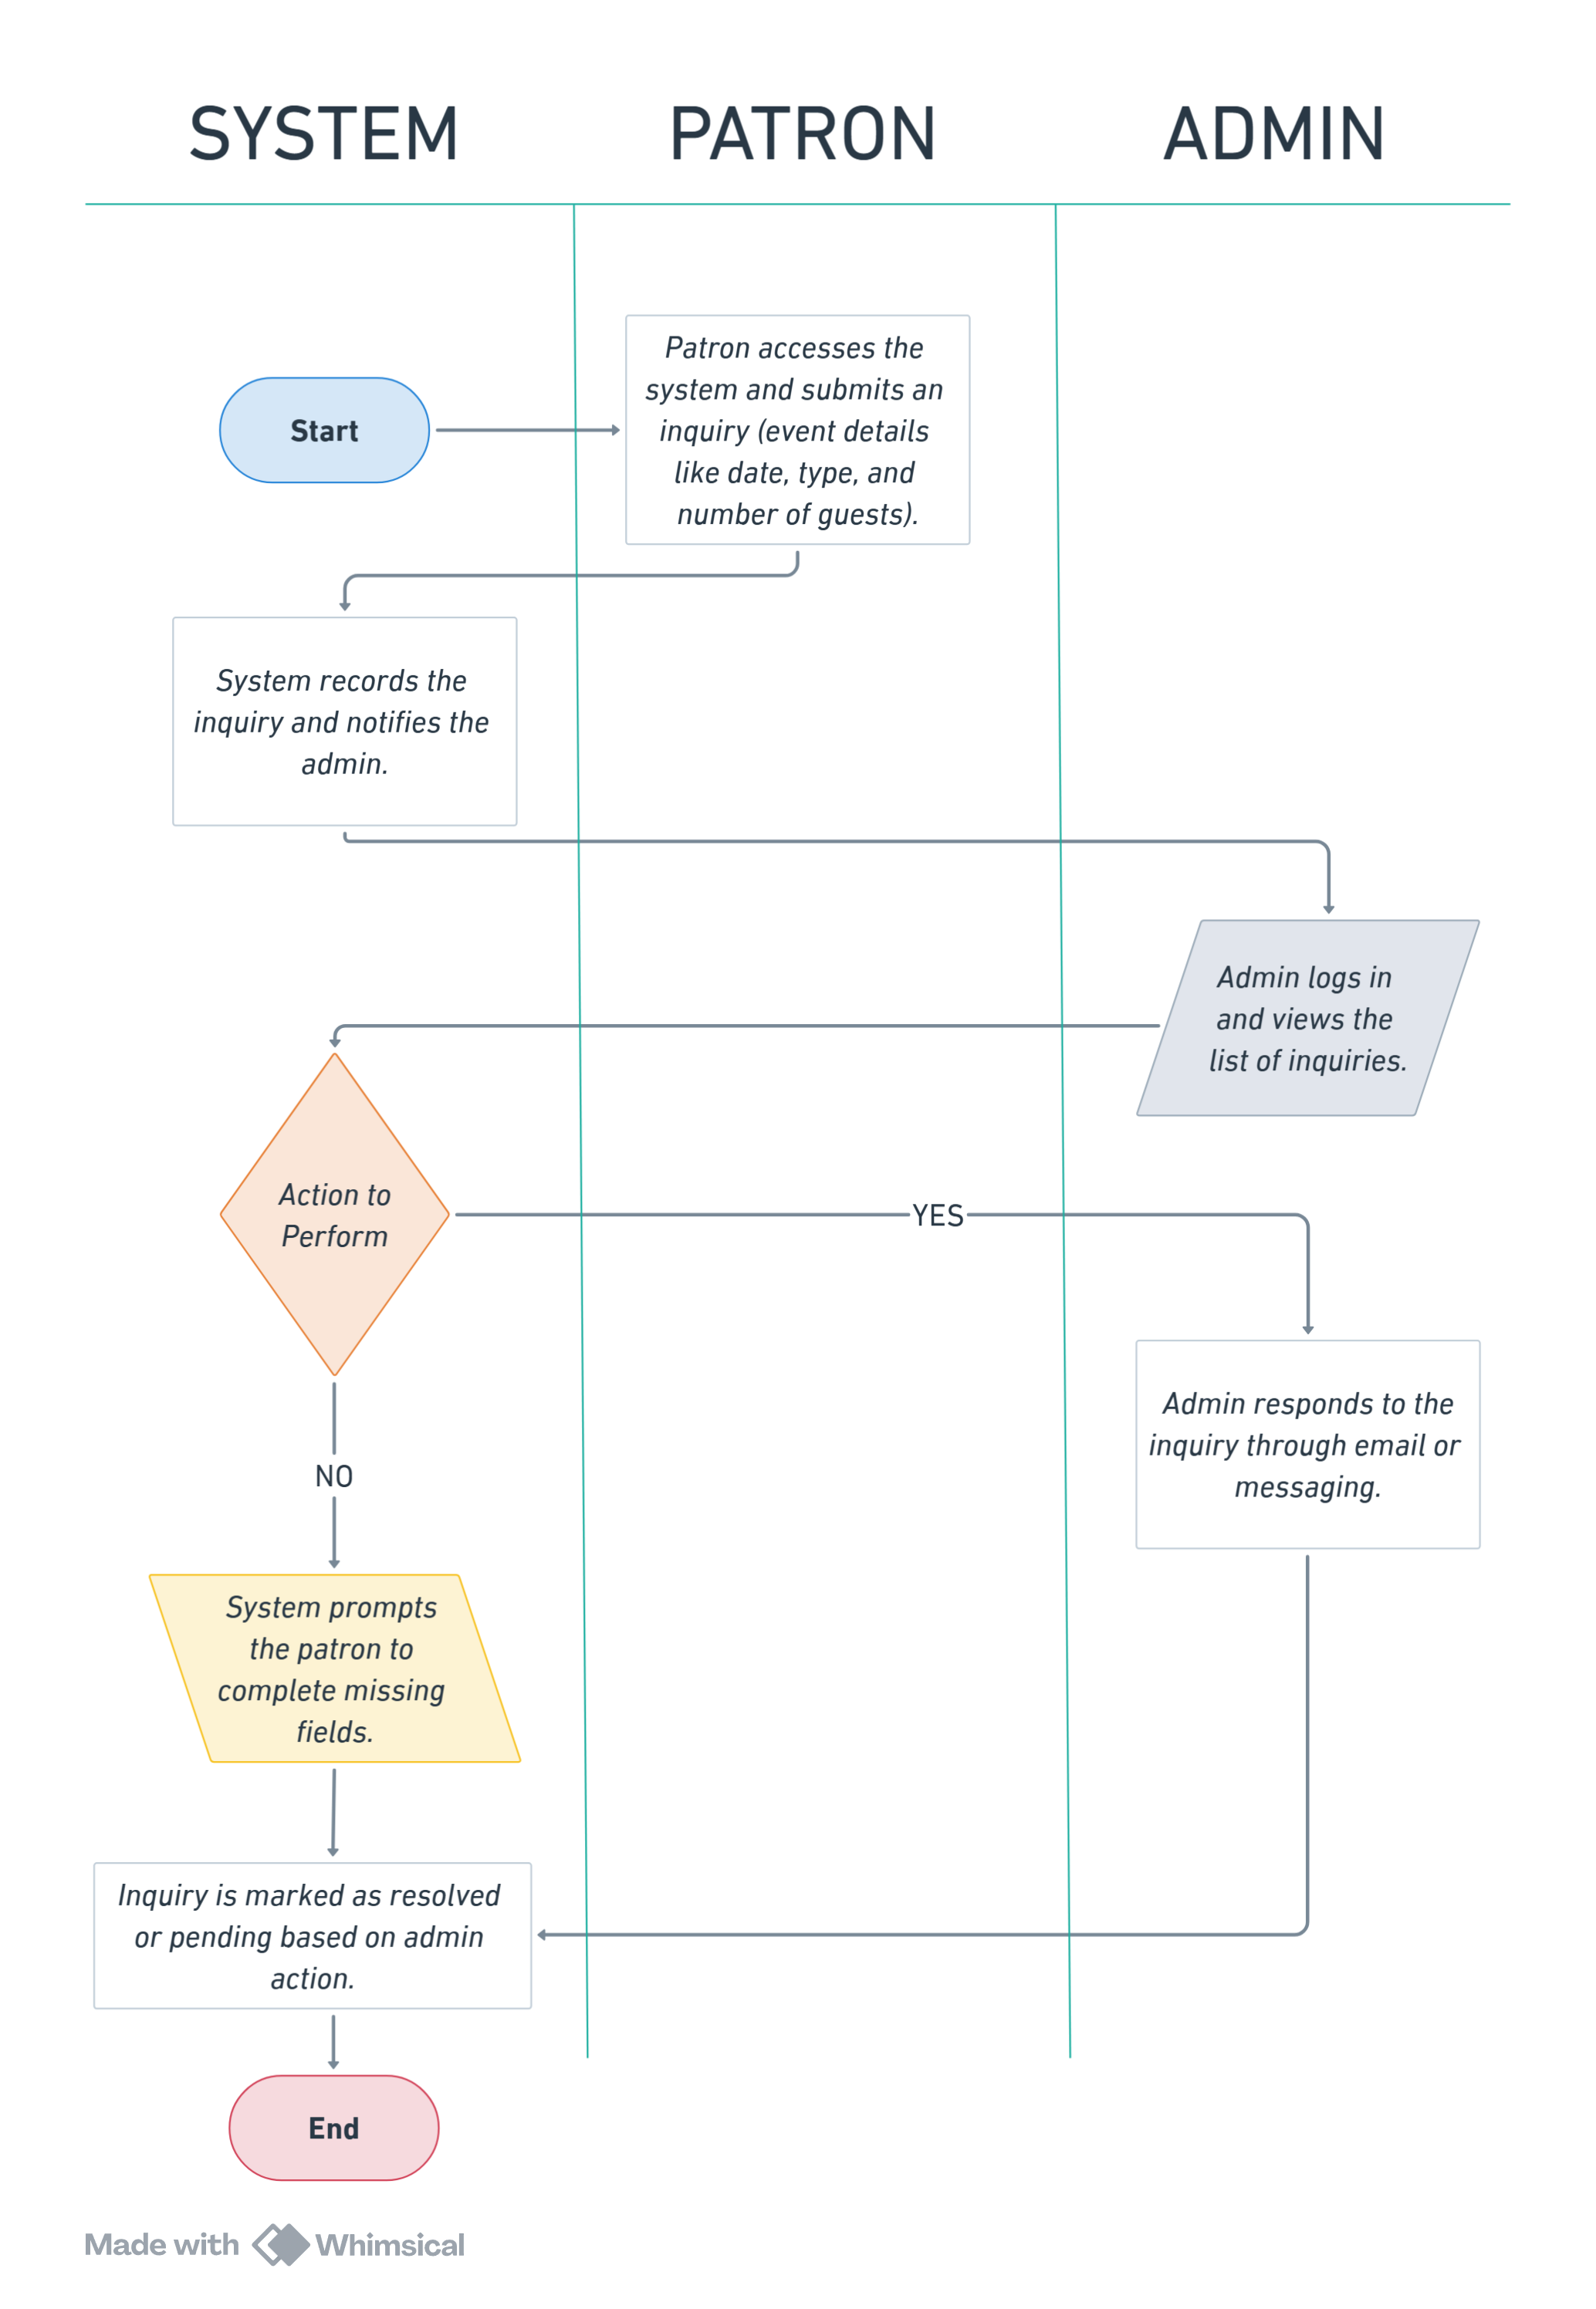 SYSTEM
PATRON
ADMIN
Start
Patron accesses the
system and submits an
inquiry (event details
like date, type, and
number of guests).
System records the
inquiry and notifies the
admin.
Admin logs in
and views the
list of inquiries.
Action to
Perform
YES
Admin responds to the
inquiry through email or
messaging.
NO
System prompts
the patron to
complete missing
fields.
Inquiry is marked as resolved
or pending based on admin
action.
End
Made with Whimsical